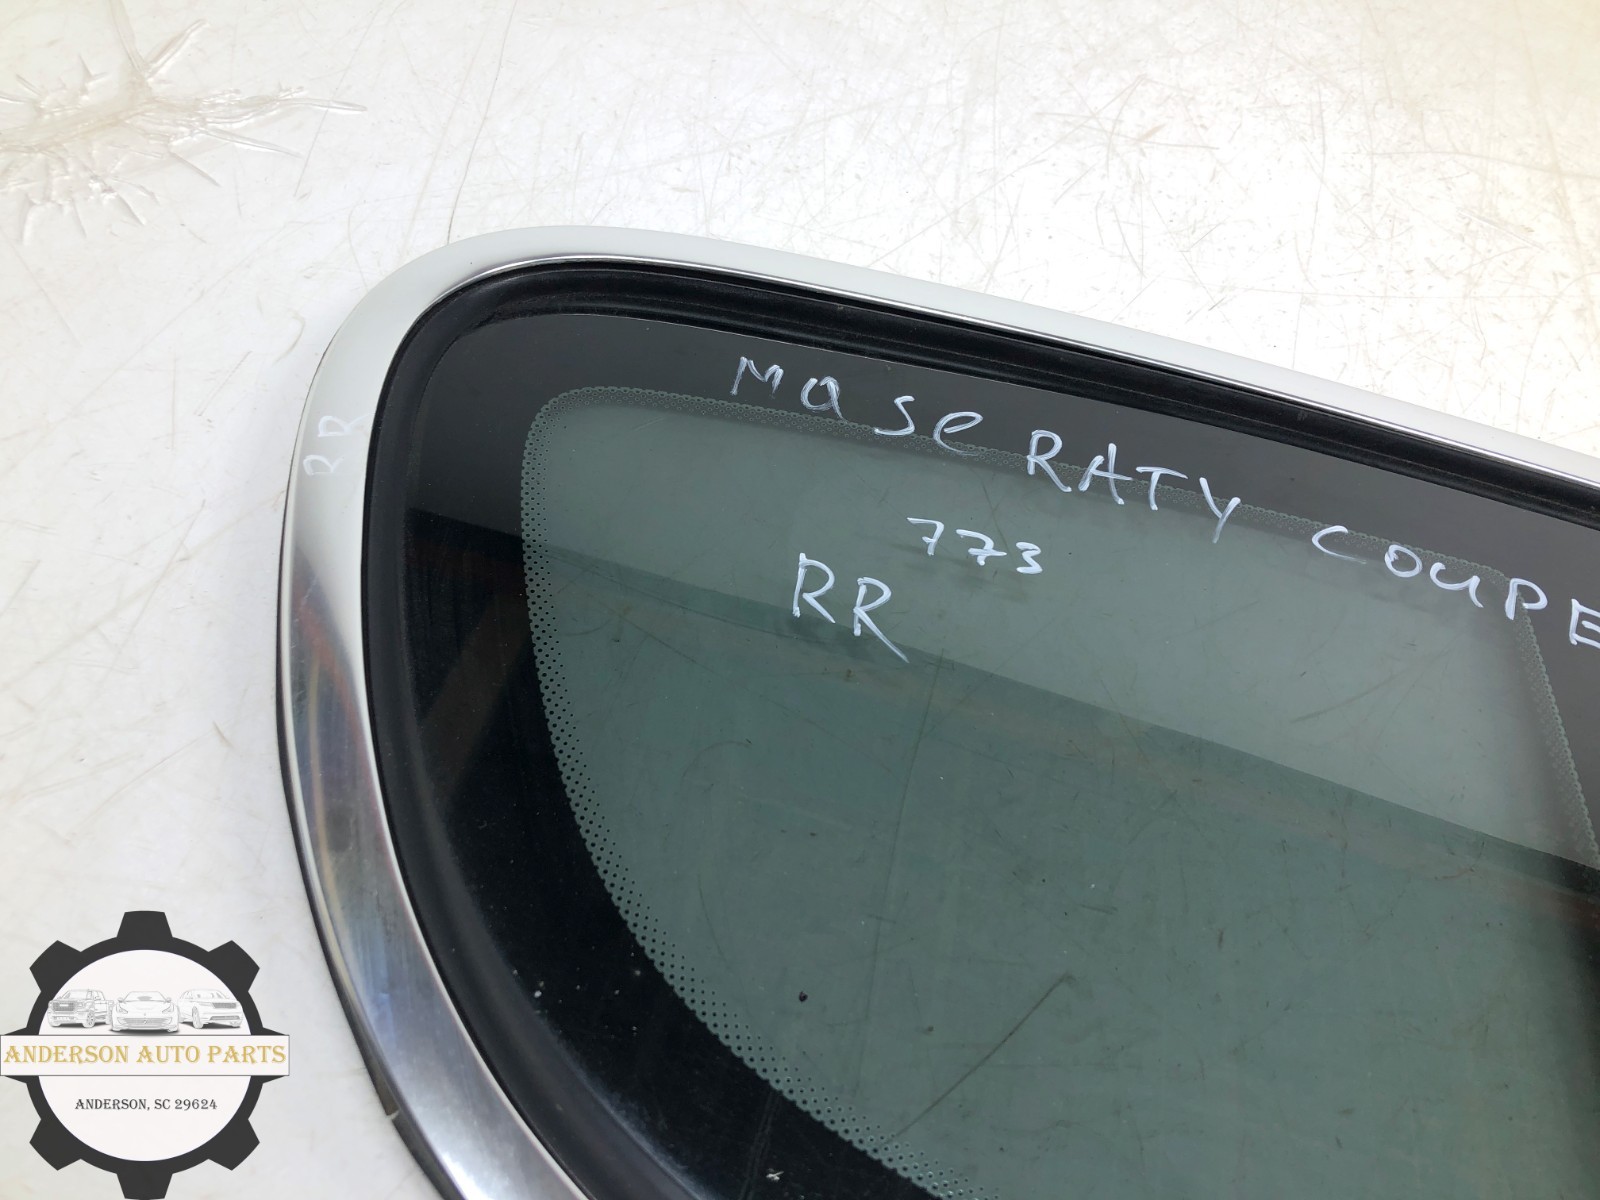 MaSeRATY COUPE
773
RR
RR
ANDERSON AUTO PARTS
ANDERSON, SC 29624